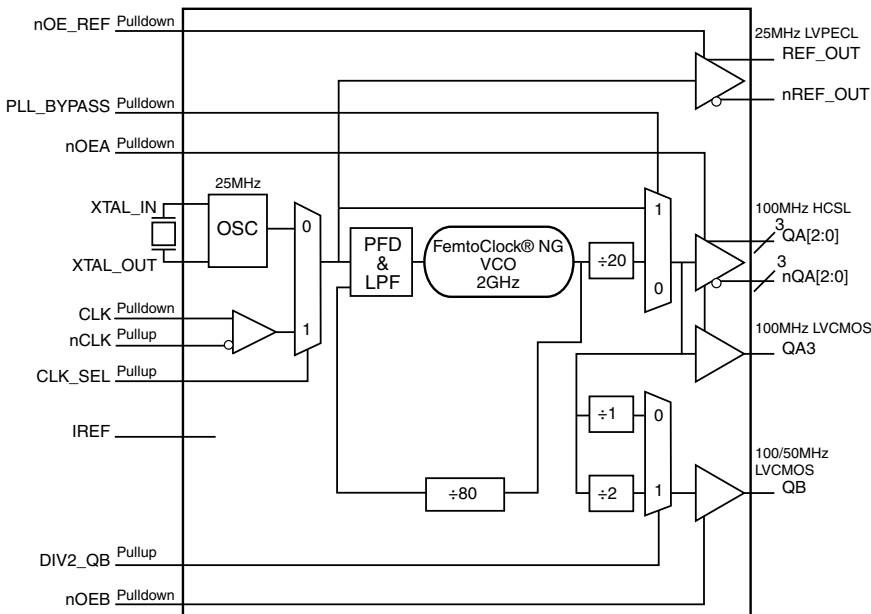 nOE_REF Pulldown
25MHz LVPECL
REF_OUT
nREF_OUT
PLL_BYPASS Pulldown
nOEA Pulldown
25MHz
XTAL_IN
OSC
XTAL_OUT
0
1
PFD
&
LPF
FemtoClock® NG
VCO
2GHz
÷20
1
0
100MHz HCSL
3
QA[2:0]
3
nQA[2:0]
CLK Pulldown
nCLK Pullup
CLK_SEL Pullup
100MHz LVCMOS
QA3
IREF
÷1
0
÷2
1
÷80
100/50MHz
LVCMOS
QB
DIV2_QB Pullup
nOEB Pulldown